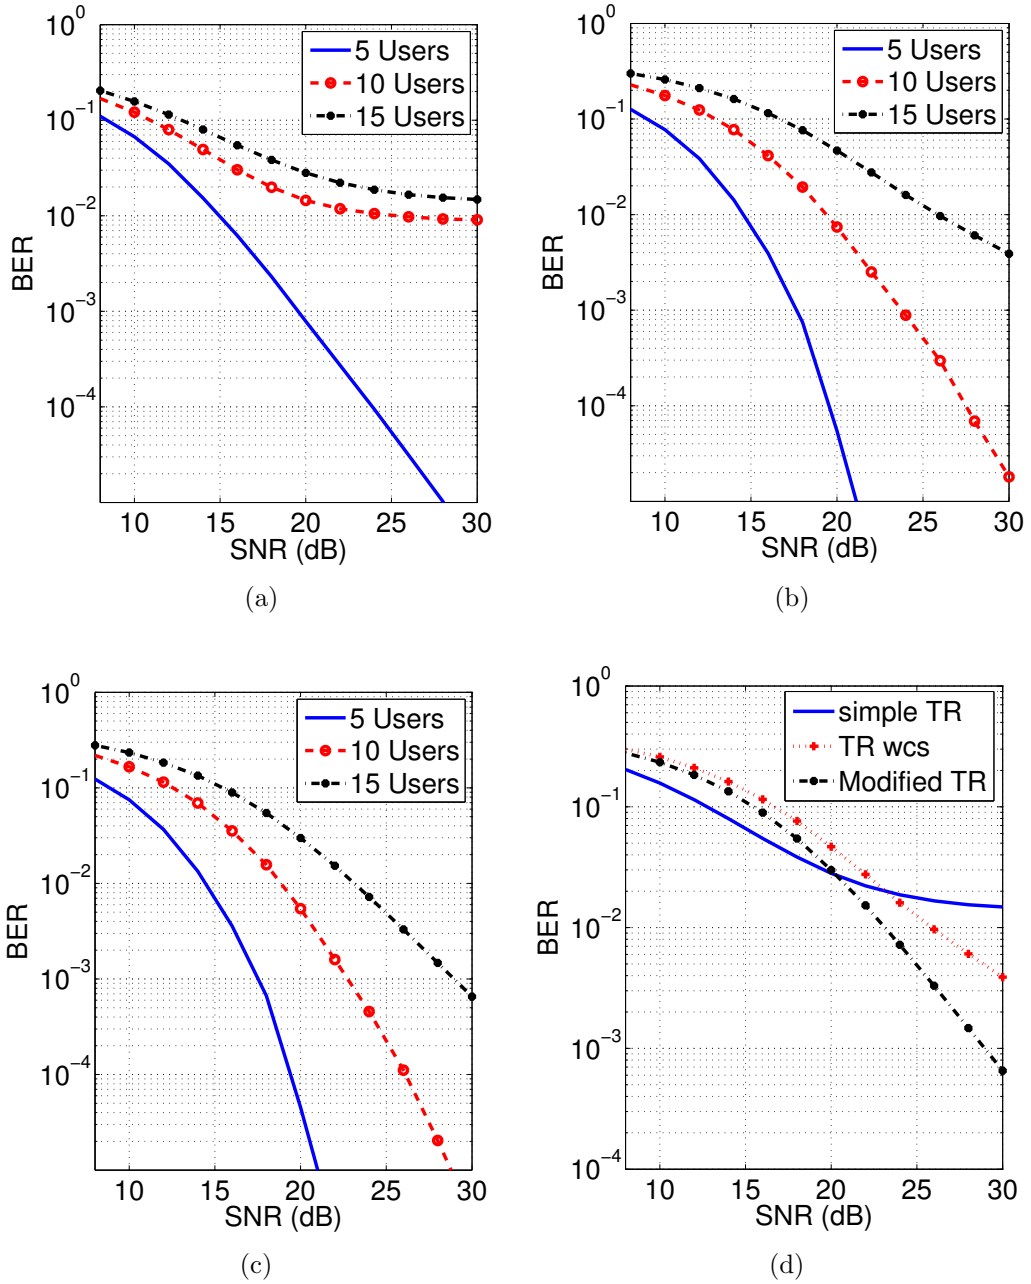 10^0
10^-1
10^-2
10^-3
10^-4
BER
10 15 20 25 30
SNR (dB)
5 Users
10 Users
15 Users
(a)
10^0
10^-1
10^-2
10^-3
10^-4
BER
10 15 20 25 30
SNR (dB)
5 Users
10 Users
15 Users
(b)
10^0
10^-1
10^-2
10^-3
10^-4
BER
10 15 20 25 30
SNR (dB)
5 Users
10 Users
15 Users
(c)
10^0
10^-1
10^-2
10^-3
10^-4
BER
10 15 20 25 30
SNR (dB)
simple TR
TR wcs
Modified TR
(d)